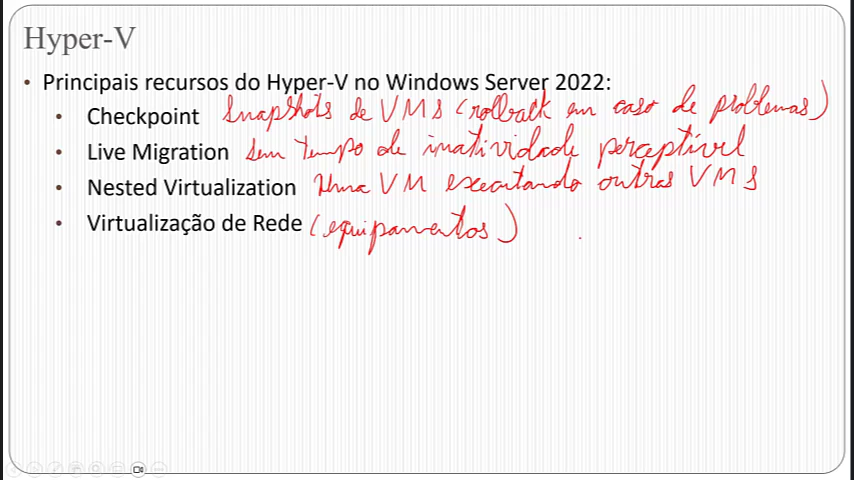 Hyper-V
• Principais recursos do Hyper-V no Windows Server 2022:
• Checkpoint Snapshots de VMs (rollback em caso de problemas)
• Live Migration Sem tempo de inatividade perceptível
• Nested Virtualization Uma VM executando outras VMs
• Virtualização de Rede (equipamentos)